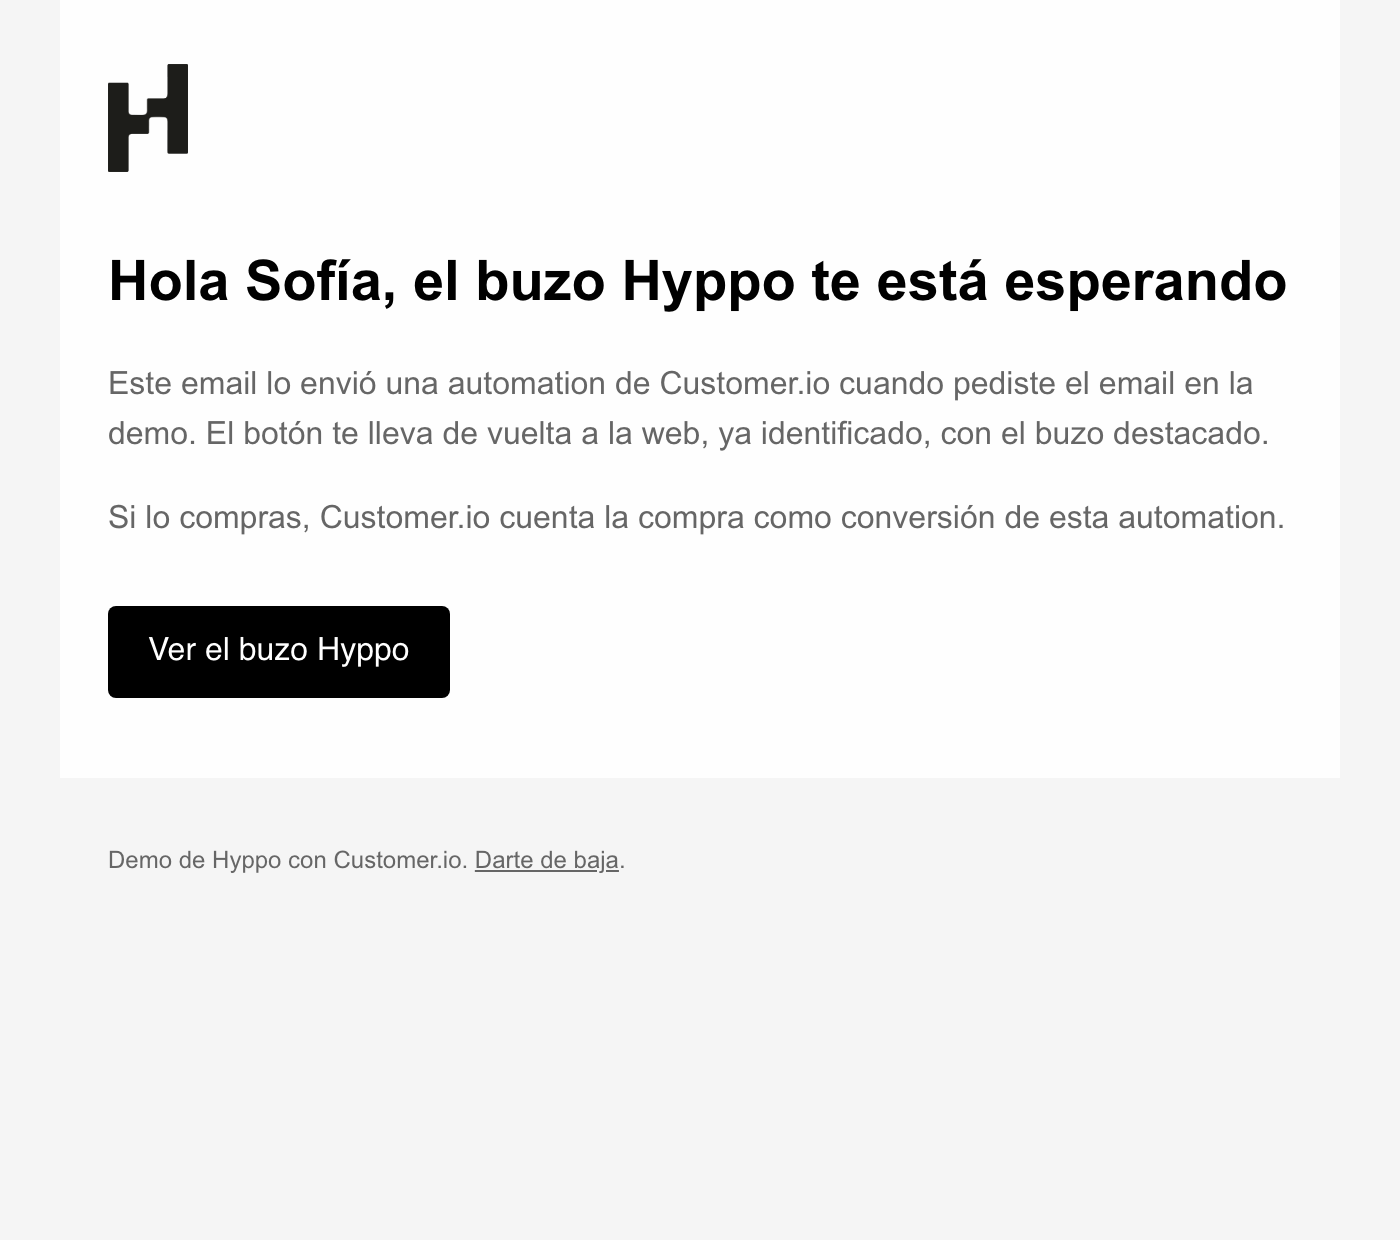 H
Hola Sofía, el buzo Hyppo te está esperando
Este email lo envió una automation de Customer.io cuando pediste el email en la
demo. El botón te lleva de vuelta a la web, ya identificado, con el buzo destacado.
Si lo compras, Customer.io cuenta la compra como conversión de esta automation.
Ver el buzo Hyppo
Demo de Hyppo con Customer.io. Darte de baja.